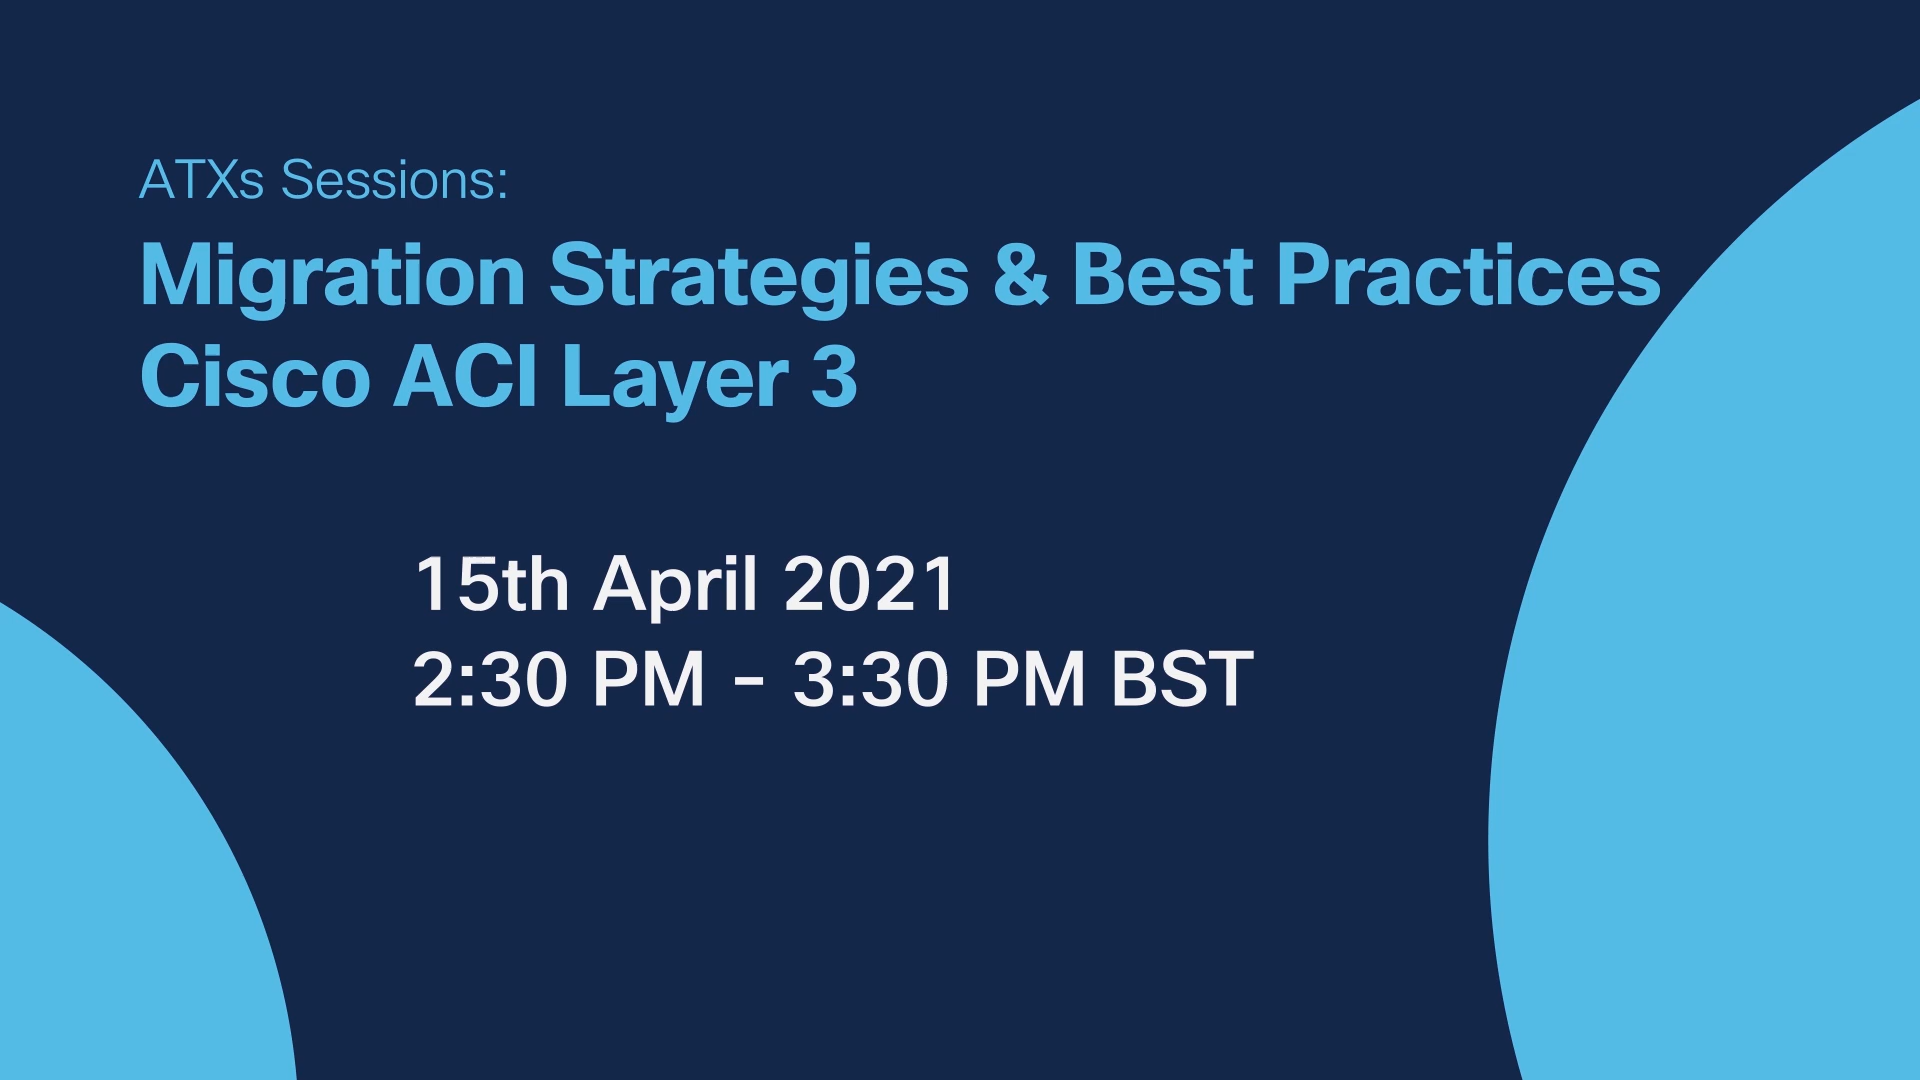 ATXs Sessions:
Migration Strategies & Best Practices
Cisco ACI Layer 3
15th April 2021
2:30 PM - 3:30 PM BST